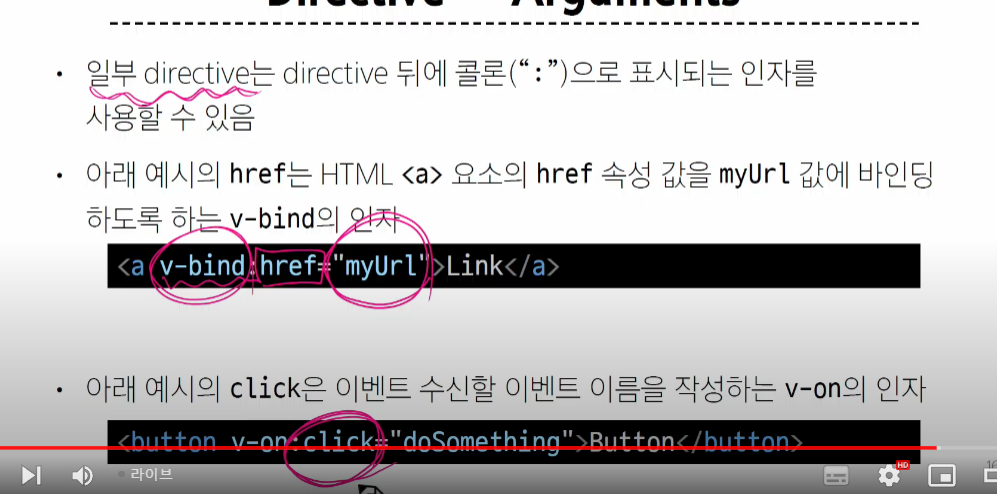 Directive - "Arguments"
• 일부 directive는 directive 뒤에 콜론(“:”)으로 표시되는 인자를
사용할 수 있음
• 아래 예시의 href는 HTML <a> 요소의 href 속성 값을 myUrl 값에 바인딩
하도록 하는 v-bind의 인자
<a v-bind:href="myUrl">Link</a>
• 아래 예시의 click은 이벤트 수신할 이벤트 이름을 작성하는 v-on의 인자
<button v-on:click="doSomething">Button</button>
라이브
HD